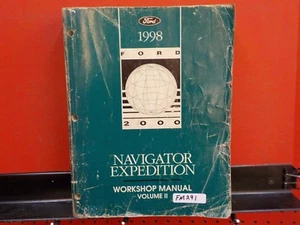 Ford
1998
FORD
2000
NAVIGATOR
EXPEDITION
WORKSHOP MANUAL
VOLUME II
FM291